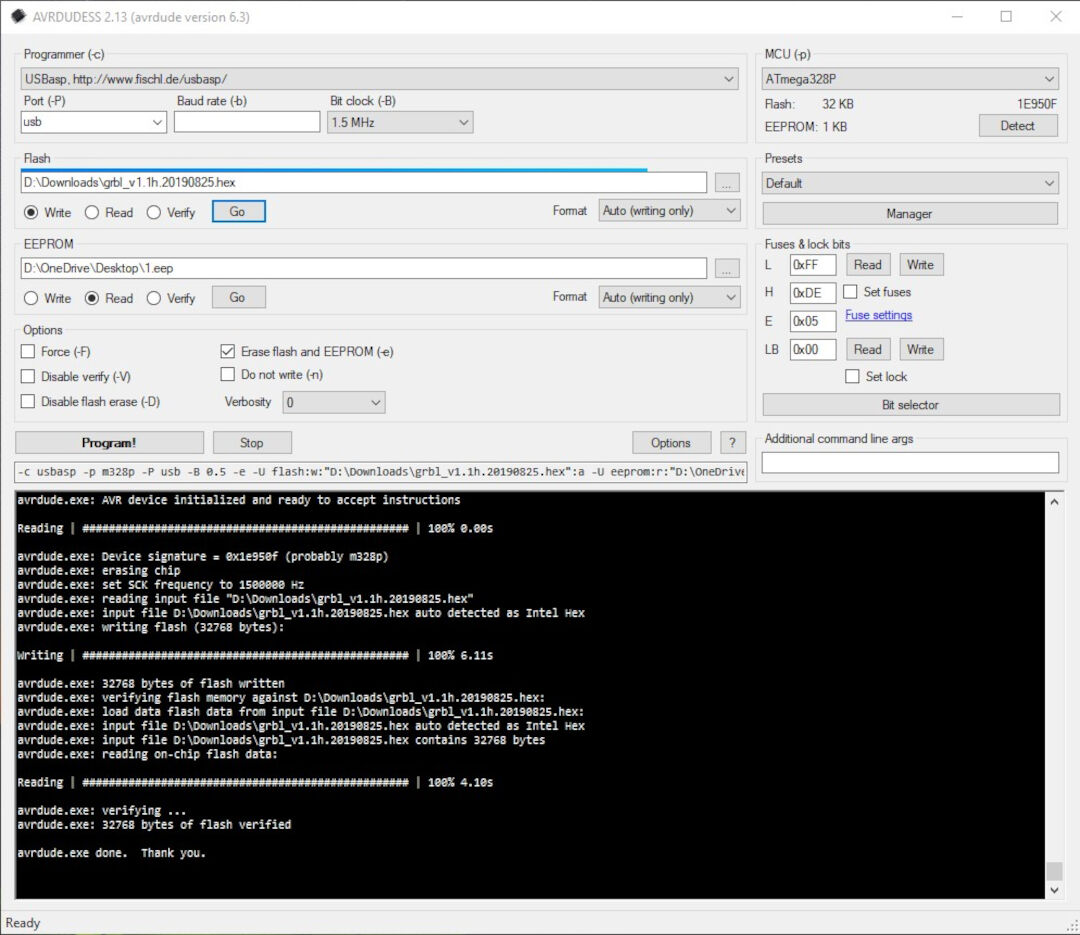 AVRDUDESS 2.13 (avrdude version 6.3)
Programmer (-c)
USBasp, http://www.fischl.de/usbasp/
Port (-P)
Baud rate (-b)
Bit clock (-B)
usb
1.5 MHz
MCU (-p)
ATmega328P
Flash: 32 KB
1E950F
EEPROM: 1 KB
Detect
Flash
D:\Downloads\grbl_v1.1h.20190825.hex
...
Write
Read
Verify
Go
Format
Auto (writing only)
Presets
Default
Manager
EEPROM
D:\OneDrive\Desktop\1.eep
...
Write
Read
Verify
Go
Format
Auto (writing only)
Fuses & lock bits
L 0xFF Read Write
H 0xDE Set fuses
E 0x05 Fuse settings
LB 0x00 Read Write
Set lock
Bit selector
Options
Force (-F)
Erase flash and EEPROM (-e)
Disable verify (-V)
Do not write (-n)
Disable flash erase (-D)
Verbosity 0
Program!
Stop
Options
?
Additional command line args
-c usbasp -p m328p -P usb -B 0.5 -e -U flash:w:"D:\Downloads\grbl_v1.1h.20190825.hex":a -U eeprom:r:"D:\OneDrive
avrdude.exe: AVR device initialized and ready to accept instructions
Reading | ################################################## | 100% 0.00s
avrdude.exe: Device signature = 0x1e950f (probably m328p)
avrdude.exe: erasing chip
avrdude.exe: set SCK frequency to 1500000 Hz
avrdude.exe: reading input file "D:\Downloads\grbl_v1.1h.20190825.hex"
avrdude.exe: input file D:\Downloads\grbl_v1.1h.20190825.hex auto detected as Intel Hex
avrdude.exe: writing flash (32768 bytes):
Writing | ################################################## | 100% 6.11s
avrdude.exe: 32768 bytes of flash written
avrdude.exe: verifying flash memory against D:\Downloads\grbl_v1.1h.20190825.hex:
avrdude.exe: load data flash data from input file D:\Downloads\grbl_v1.1h.20190825.hex:
avrdude.exe: input file D:\Downloads\grbl_v1.1h.20190825.hex auto detected as Intel Hex
avrdude.exe: input file D:\Downloads\grbl_v1.1h.20190825.hex contains 32768 bytes
avrdude.exe: reading on-chip flash data:
Reading | ################################################## | 100% 4.10s
avrdude.exe: verifying ...
avrdude.exe: 32768 bytes of flash verified
avrdude.exe done.  Thank you.
Ready